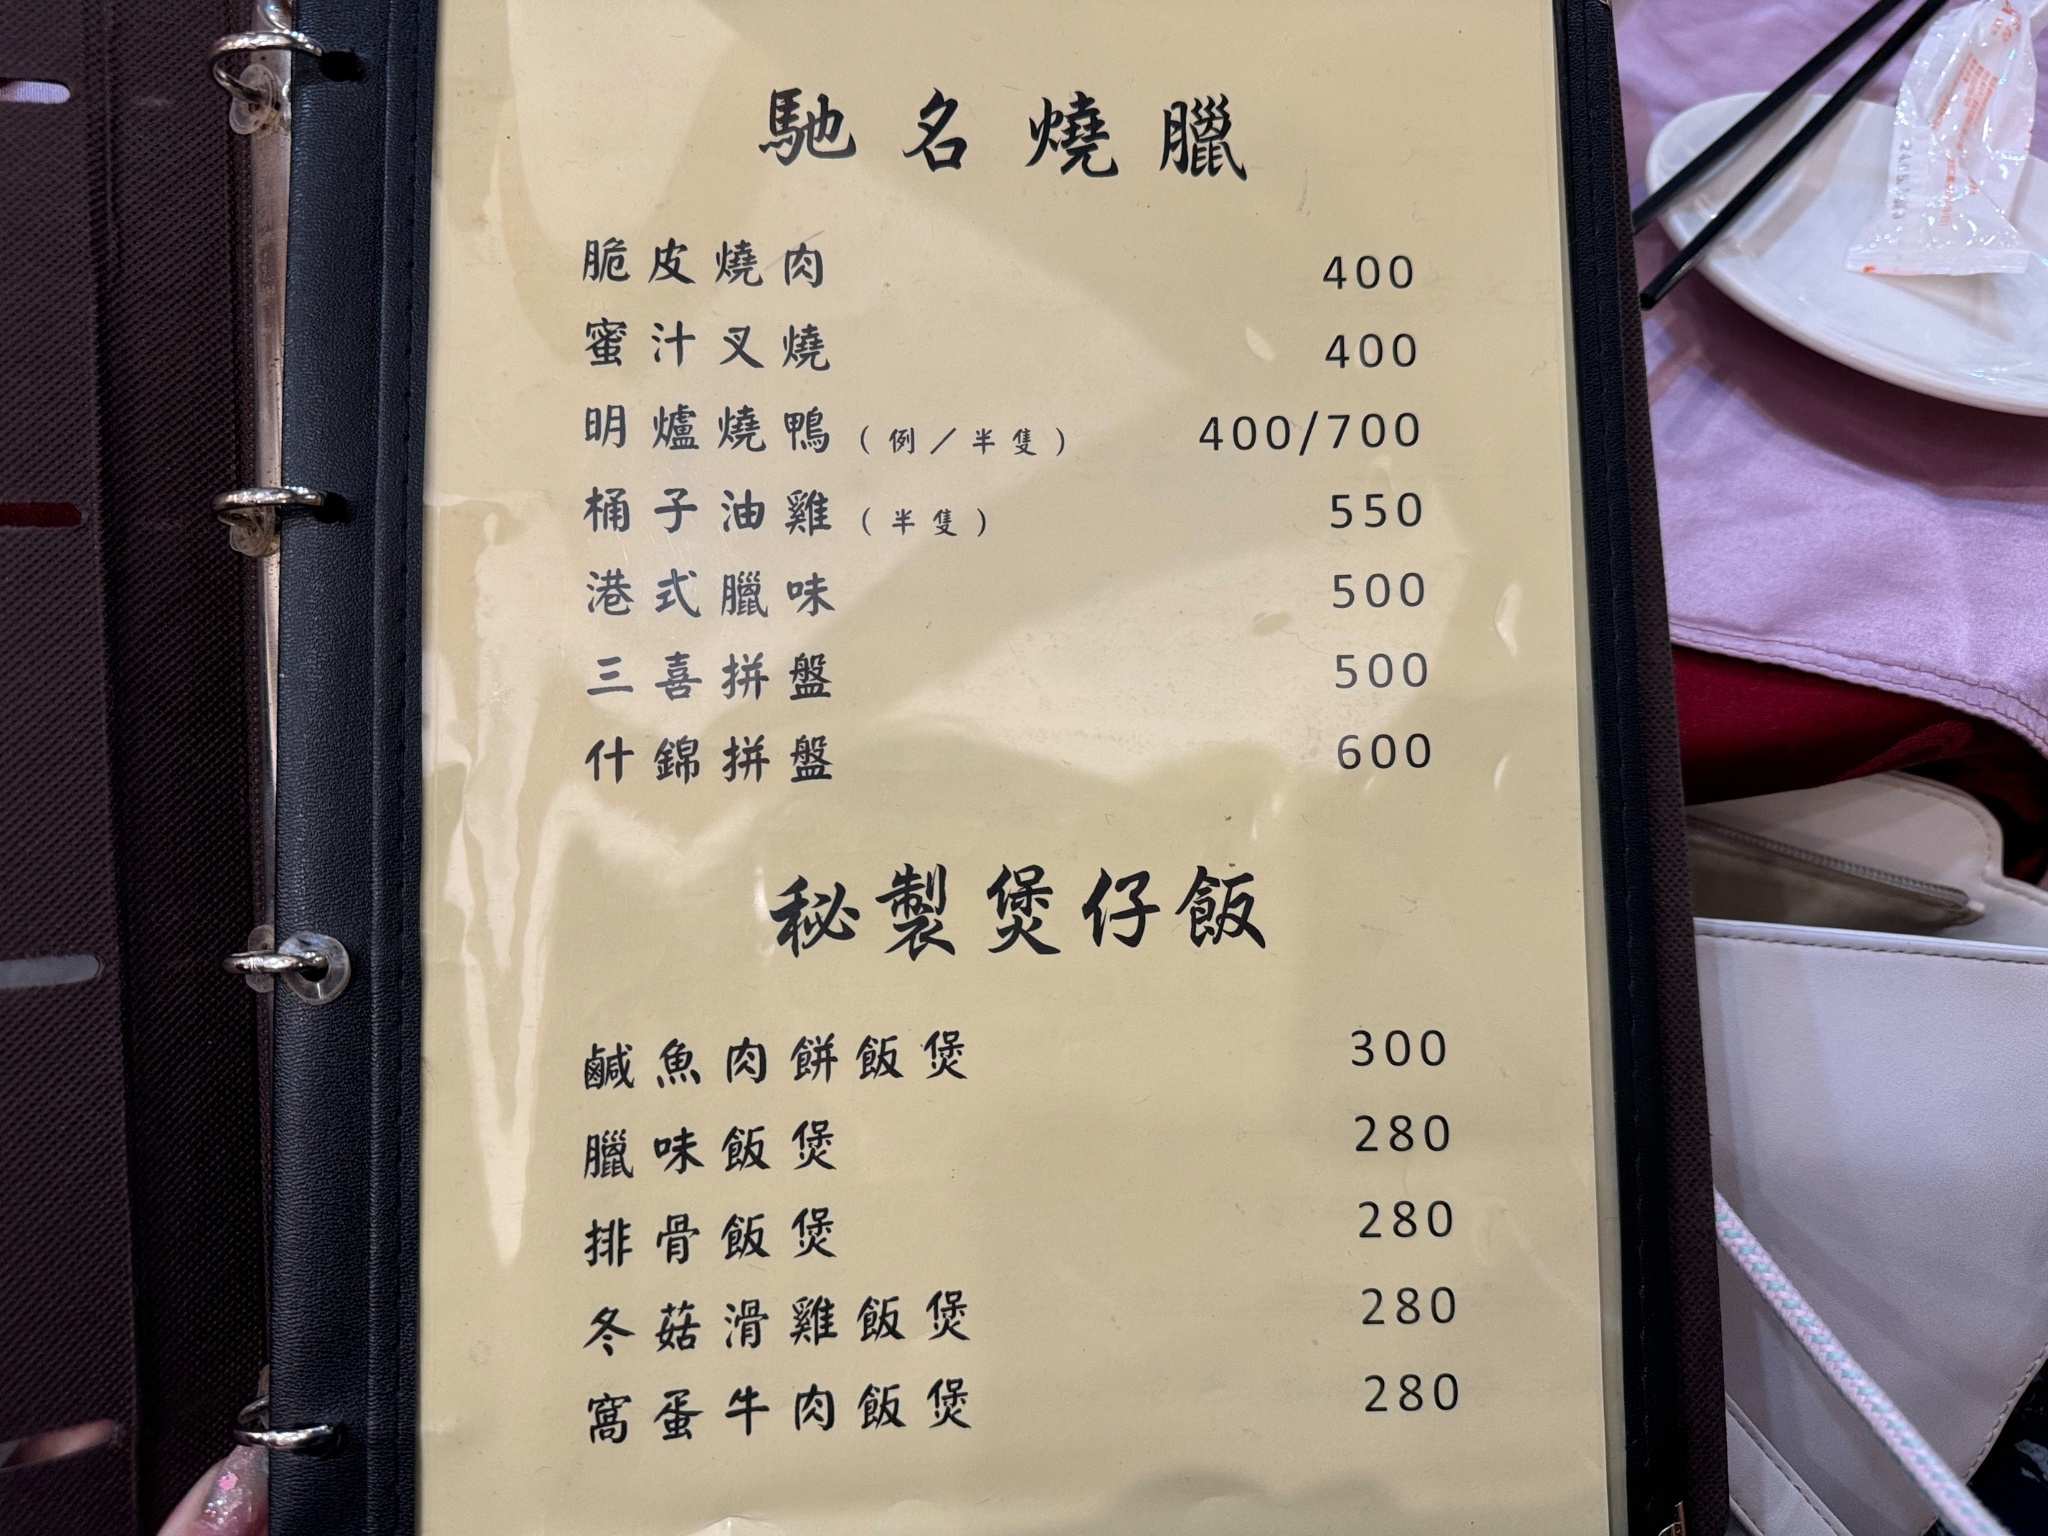 馳名燒臘
脆皮燒肉 400
蜜汁叉燒 400
明爐燒鴨(例/半隻) 400/700
桶子油雞(半隻) 550
港式臘味 500
三喜拼盤 500
什錦拼盤 600
秘製煲仔飯
鹹魚肉餅飯煲 300
臘味飯煲 280
排骨飯煲 280
冬菇滑雞飯煲 280
窩蛋牛肉飯煲 280